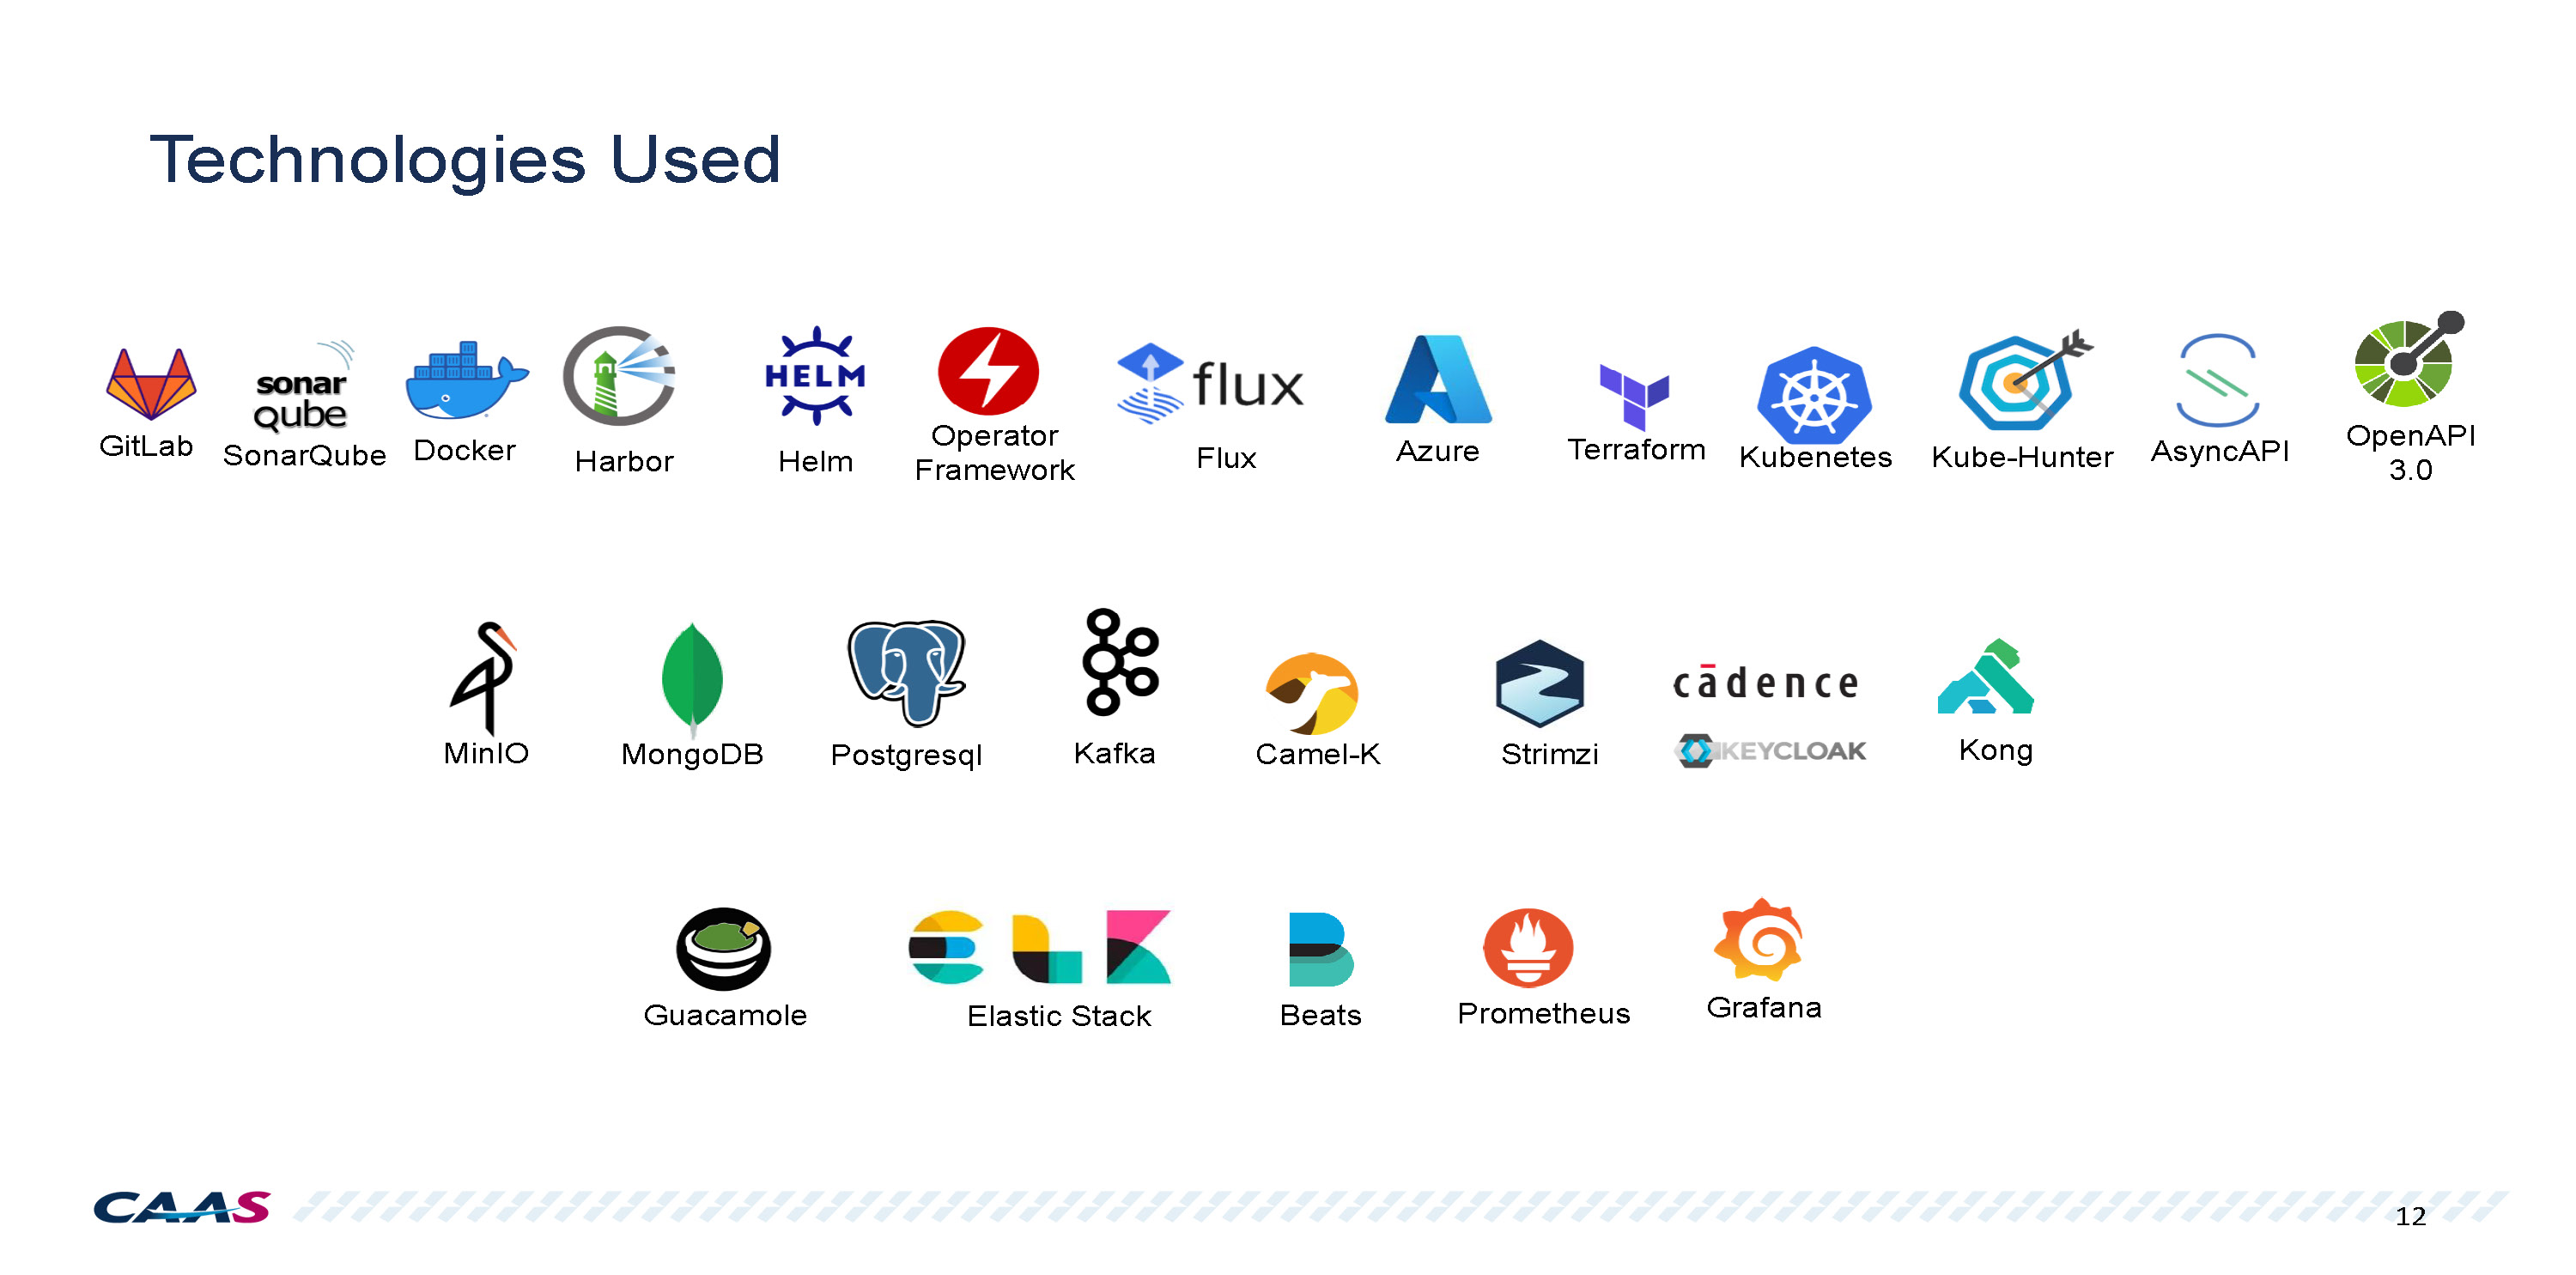 Technologies Used
sonar
qube
HELM
flux
GitLab
SonarQube
Docker
Harbor
Helm
Operator
Framework
Flux
Azure
Terraform
Kubenetes
Kube-Hunter
AsyncAPI
OpenAPI
3.0
cādence
MinIO
MongoDB
Postgresql
Kafka
Camel-K
Strimzi
KEYCLOAK
Kong
Guacamole
Elastic Stack
Beats
Prometheus
Grafana
CAAS
12